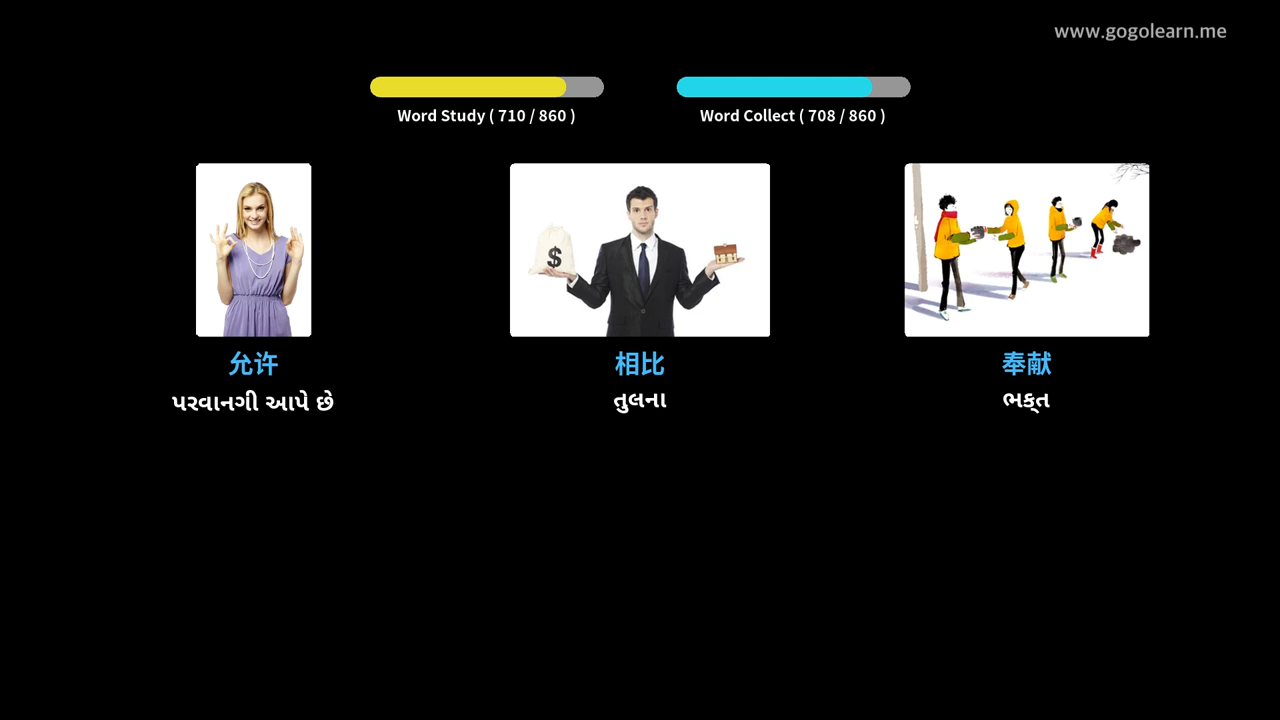 www.gogolearn.me
Word Study ( 710 / 860 )
Word Collect ( 708 / 860 )
$
允许
相比
奉献
પરવાનગી આપે છે
તુલના
ભક્ત